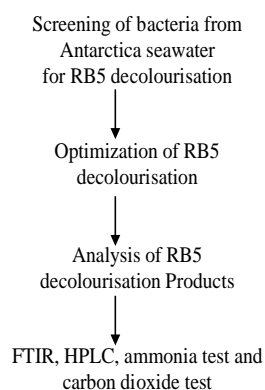 Screening of bacteria from
Antarctica seawater
for RB5 decolourisation
Optimization of RB5
decolourisation
Analysis of RB5
decolourisation Products
FTIR, HPLC, ammonia test and
carbon dioxide test